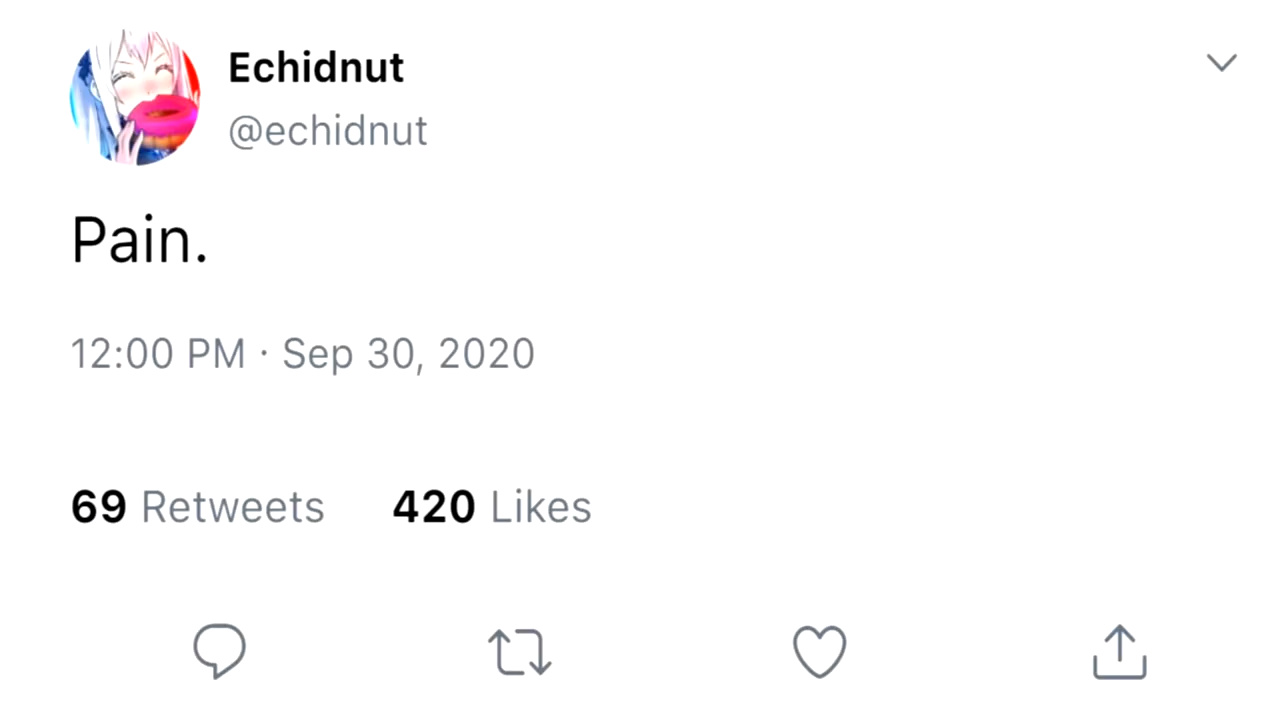 Echidnut
@echidnut
Pain.
12:00 PM · Sep 30, 2020
69 Retweets 420 Likes